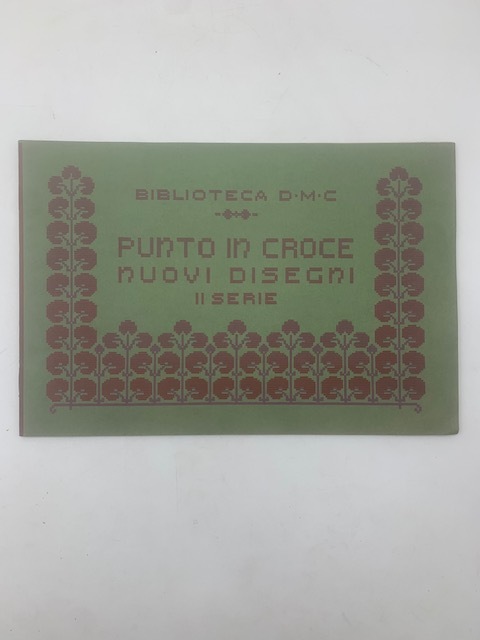 BIBLIOTECA D·M·C
PUNTO IN CROCE
NUOVI DISEGNI
II SERIE